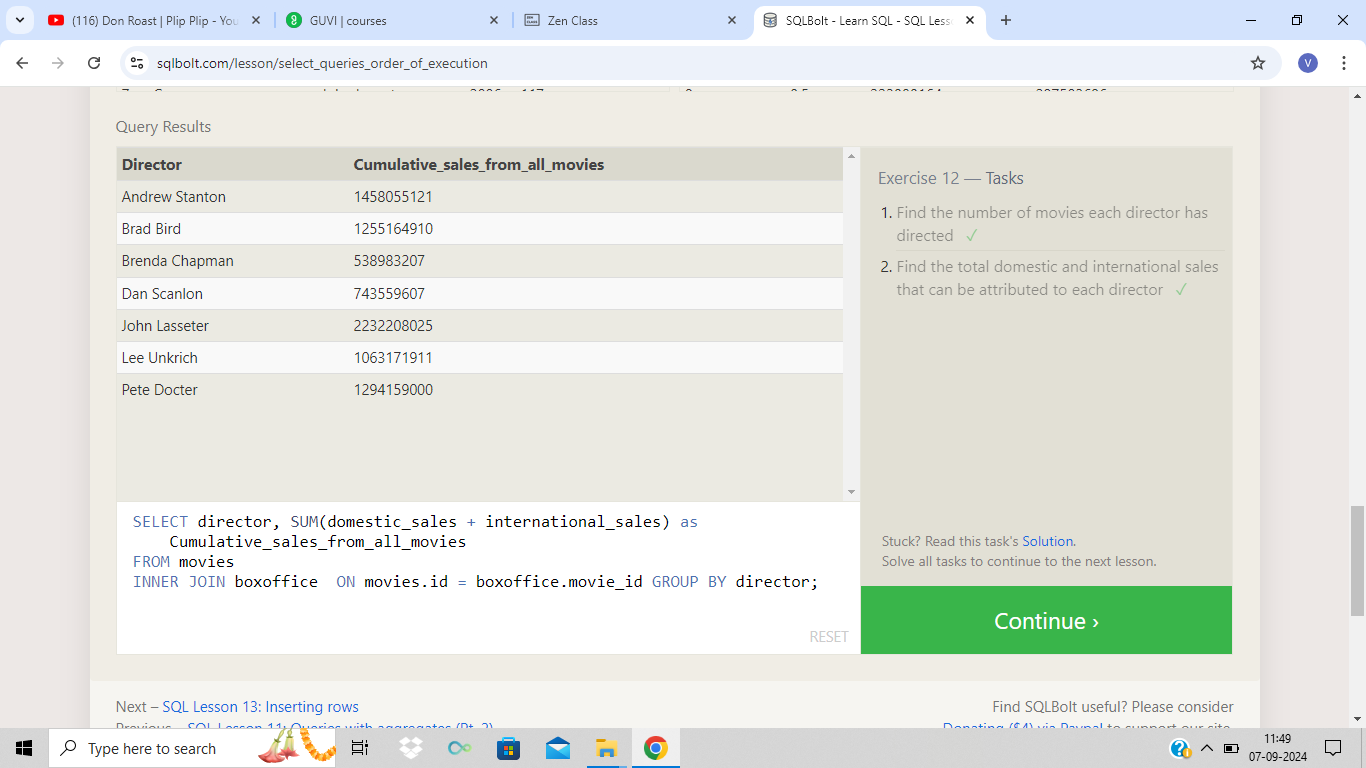 (116) Don Roast | Plip Plip - You
GUVI | courses
Zen Class
SQLBolt - Learn SQL - SQL Less
sqlbolt.com/lesson/select_queries_order_of_execution
V
Query Results
Director Cumulative_sales_from_all_movies
Andrew Stanton 1458055121
Brad Bird 1255164910
Brenda Chapman 538983207
Dan Scanlon 743559607
John Lasseter 2232208025
Lee Unkrich 1063171911
Pete Docter 1294159000
Exercise 12 — Tasks
1. Find the number of movies each director has
directed ✓
2. Find the total domestic and international sales
that can be attributed to each director ✓
SELECT director, SUM(domestic_sales + international_sales) as
Cumulative_sales_from_all_movies
FROM movies
INNER JOIN boxoffice ON movies.id = boxoffice.movie_id GROUP BY director;
RESET
Stuck? Read this task's Solution.
Solve all tasks to continue to the next lesson.
Continue ›
Next – SQL Lesson 13: Inserting rows
Previous – SQL Lesson 11: Queries with aggregates (Pt. 2)
Find SQLBolt useful? Please consider
Donating ($4) via Paypal to support our site.
Type here to search
11:49
07-09-2024